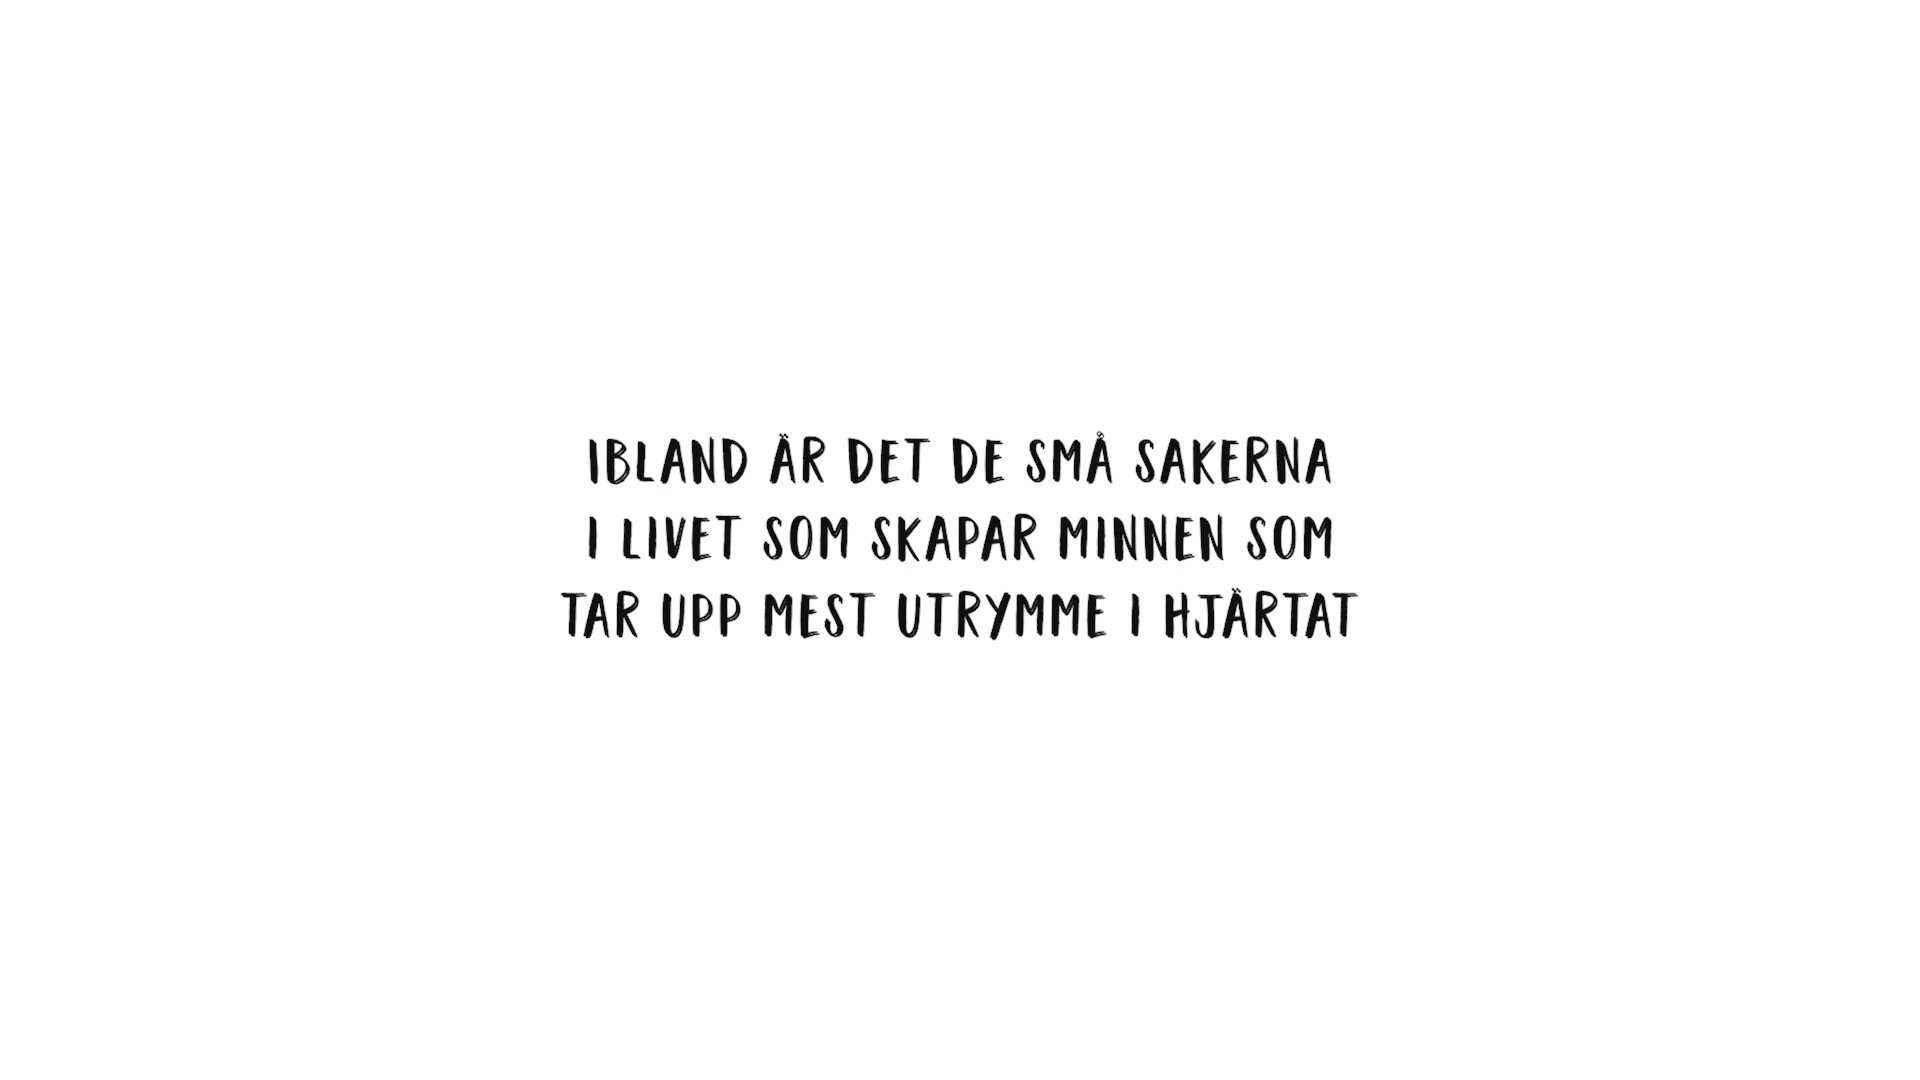 IBLAND ÄR DET DE SMÅ SAKERNA
I LIVET SOM SKAPAR MINNEN SOM
TAR UPP MEST UTRYMME I HJÄRTAT